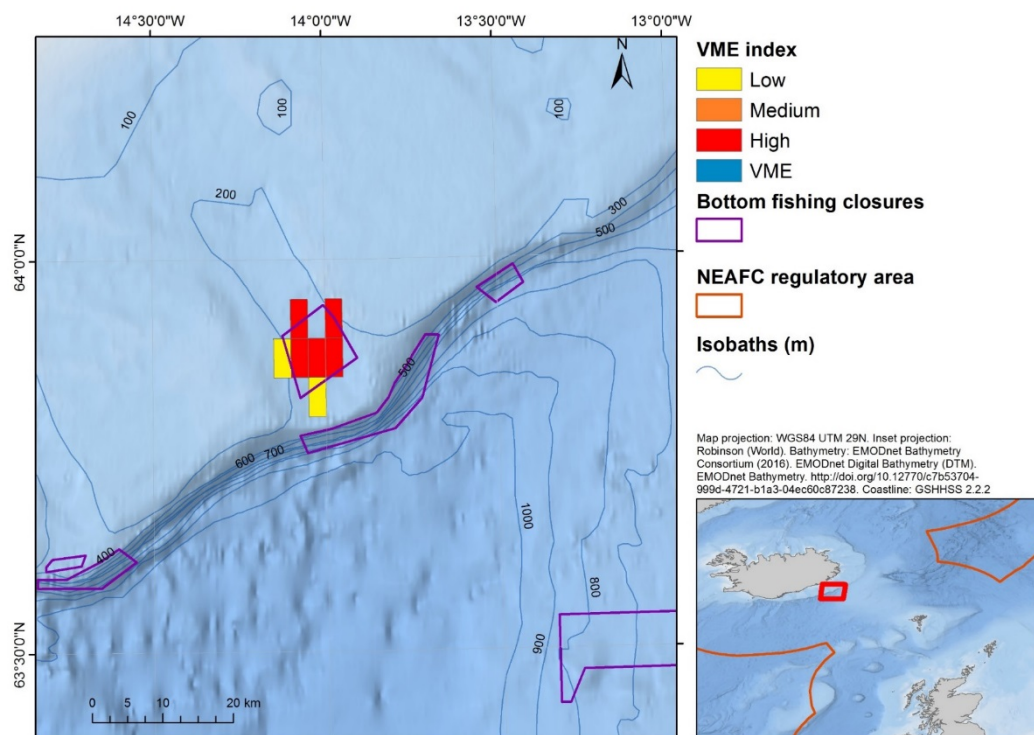 14°30'0"W
14°0'0"W
13°30'0"W
13°0'0"W
N
100
100
100
200
300
500
64°0'0"N
500
600
700
400
1000
800
900
63°30'0"N
0
5
10
20 km
VME index
Low
Medium
High
VME
Bottom fishing closures
NEAFC regulatory area
Isobaths (m)
Map projection: WGS84 UTM 29N. Inset projection:
Robinson (World). Bathymetry: EMODnet Bathymetry
Consortium (2016). EMODnet Digital Bathymetry (DTM).
EMODnet Bathymetry. http://doi.org/10.12770/c7b53704-
999d-4721-b1a3-04ec60c87238. Coastline: GSHHSS 2.2.2